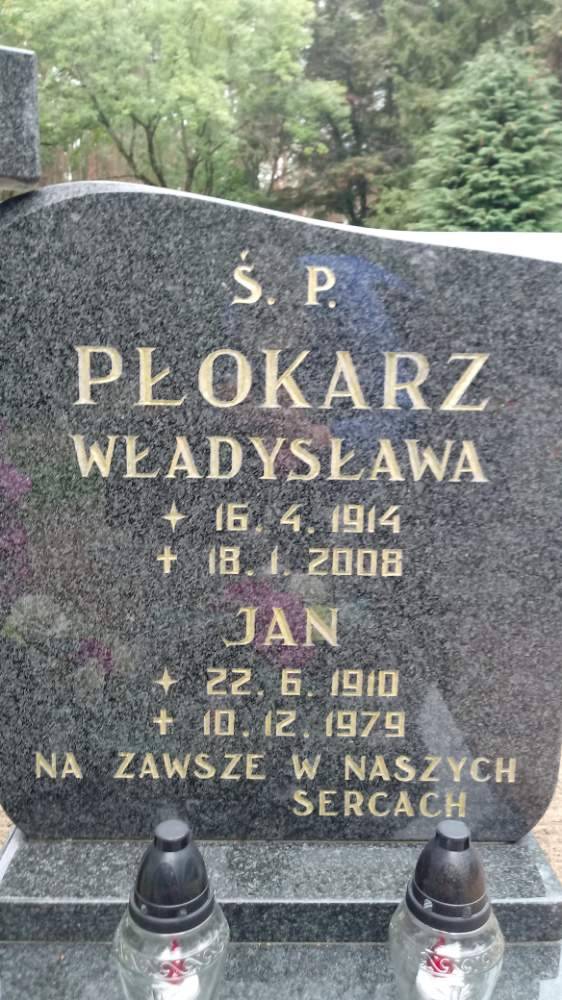 Ś. P.
PŁOKARZ
WŁADYSŁAWA
✦ 16. 4. 1914
✝ 18. 1. 2008
JAN
✦ 22. 6. 1910
✝ 10. 12. 1979
NA ZAWSZE W NASZYCH
SERCACH